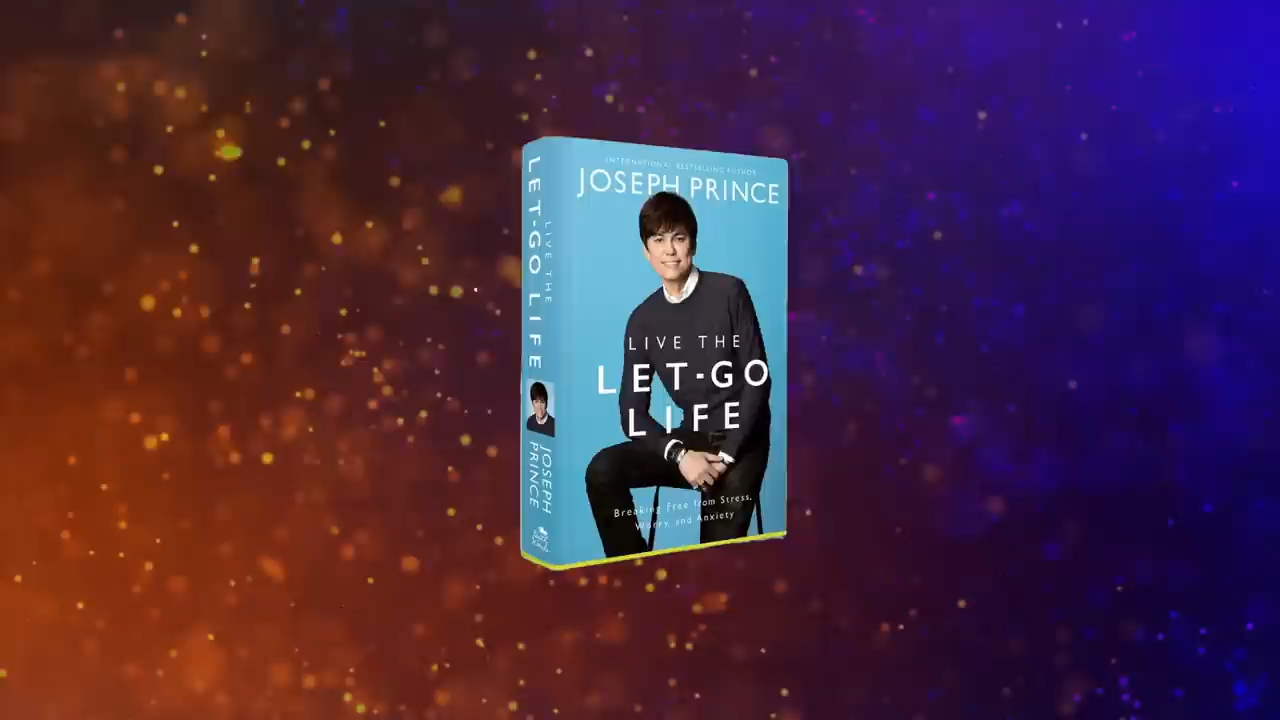 INTERNATIONAL BESTSELLING AUTHOR
JOSEPH PRINCE
LIVE THE
LET-GO
LIFE
Breaking Free from Stress,
Worry, and Anxiety
LIVE THE
LET-GO LIFE
JOSEPH
PRINCE